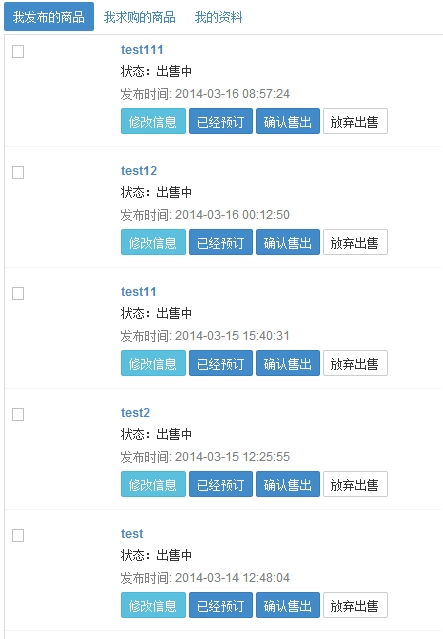 我发布的商品 我求购的商品 我的资料
test111
状态：出售中
发布时间: 2014-03-16 08:57:24
修改信息 已经预订 确认售出 放弃出售
test12
状态：出售中
发布时间: 2014-03-16 00:12:50
修改信息 已经预订 确认售出 放弃出售
test11
状态：出售中
发布时间: 2014-03-15 15:40:31
修改信息 已经预订 确认售出 放弃出售
test2
状态：出售中
发布时间: 2014-03-15 12:25:55
修改信息 已经预订 确认售出 放弃出售
test
状态：出售中
发布时间: 2014-03-14 12:48:04
修改信息 已经预订 确认售出 放弃出售